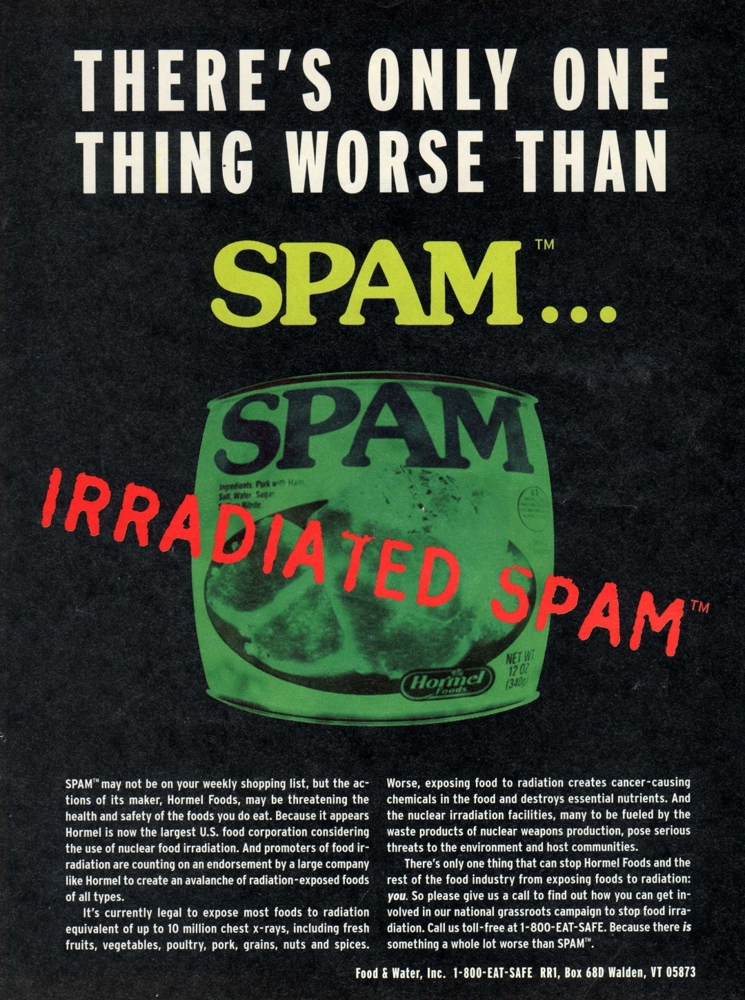 THERE'S ONLY ONE
THING WORSE THAN
SPAM™...
SPAM
Ingredients: Pork with Ham
Salt, Water, Sugar
Nitrite
U.S.
IRRADIATED SPAM™
NET WT
12 OZ
(340g)
Hormel
Foods
SPAM™ may not be on your weekly shopping list, but the ac-
tions of its maker, Hormel Foods, may be threatening the
health and safety of the foods you do eat. Because it appears
Hormel is now the largest U.S. food corporation considering
the use of nuclear food irradiation. And promoters of food ir-
radiation are counting on an endorsement by a large company
like Hormel to create an avalanche of radiation-exposed foods
of all types.
It's currently legal to expose most foods to radiation
equivalent of up to 10 million chest x-rays, including fresh
fruits, vegetables, poultry, pork, grains, nuts and spices.
Worse, exposing food to radiation creates cancer-causing
chemicals in the food and destroys essential nutrients. And
the nuclear irradiation facilities, many to be fueled by the
waste products of nuclear weapons production, pose serious
threats to the environment and host communities.
There's only one thing that can stop Hormel Foods and the
rest of the food industry from exposing foods to radiation:
you. So please give us a call to find out how you can get in-
volved in our national grassroots campaign to stop food irra-
diation. Call us toll-free at 1-800-EAT-SAFE. Because there is
something a whole lot worse than SPAM™.
Food & Water, Inc. 1-800-EAT-SAFE RR1, Box 68D Walden, VT 05873